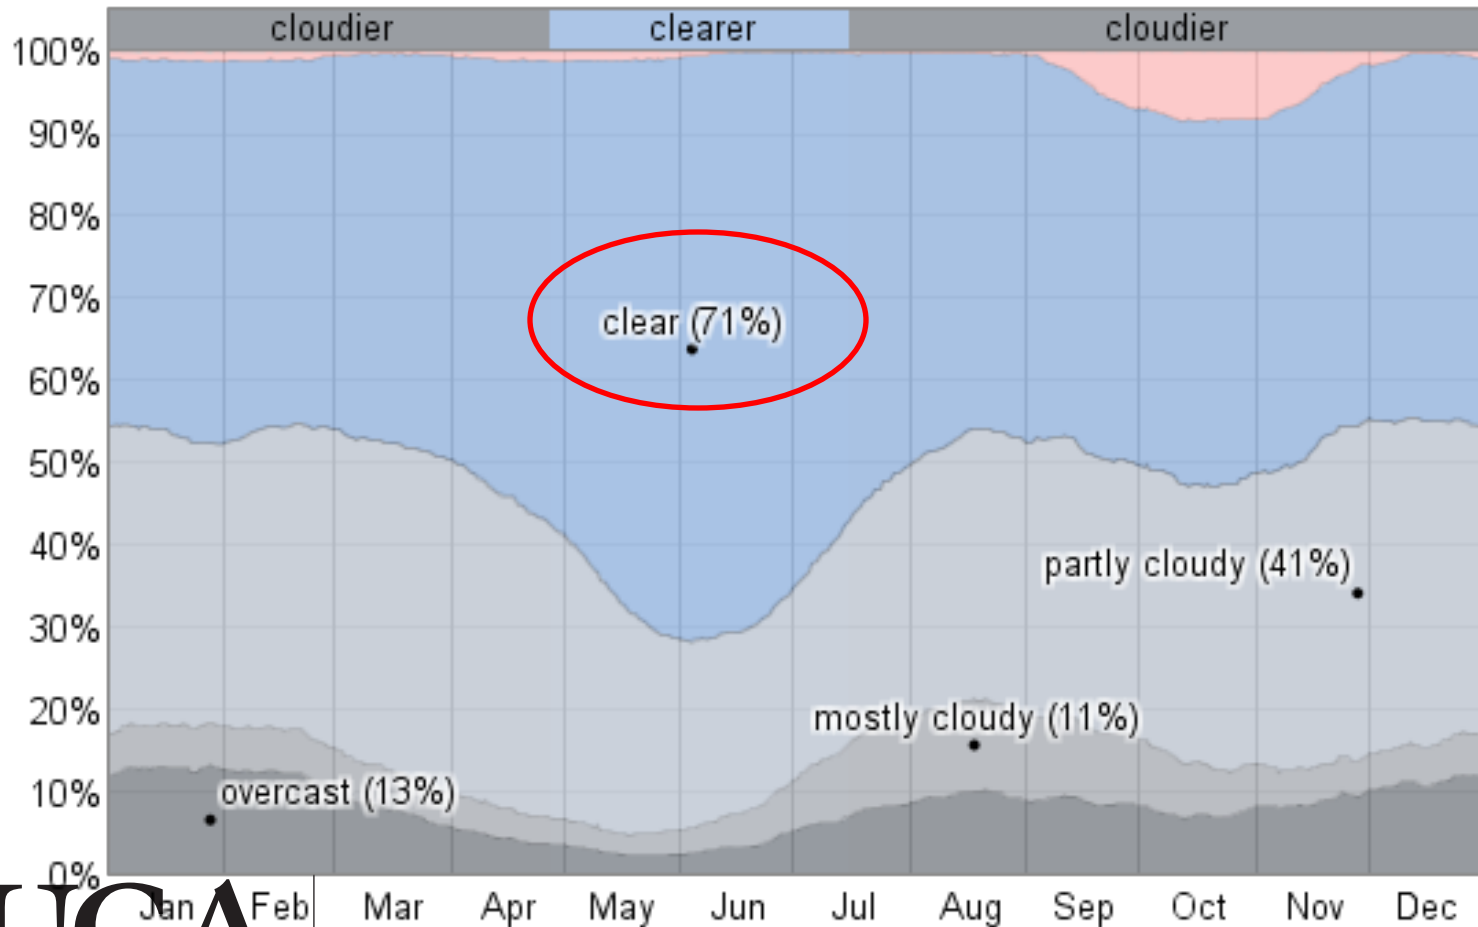 cloudier clearer cloudier
100%
90%
80%
70%
clear (71%)
60%
50%
40%
partly cloudy (41%)
30%
20%
mostly cloudy (11%)
10%
overcast (13%)
0%
Jan Feb Mar Apr May Jun Jul Aug Sep Oct Nov Dec